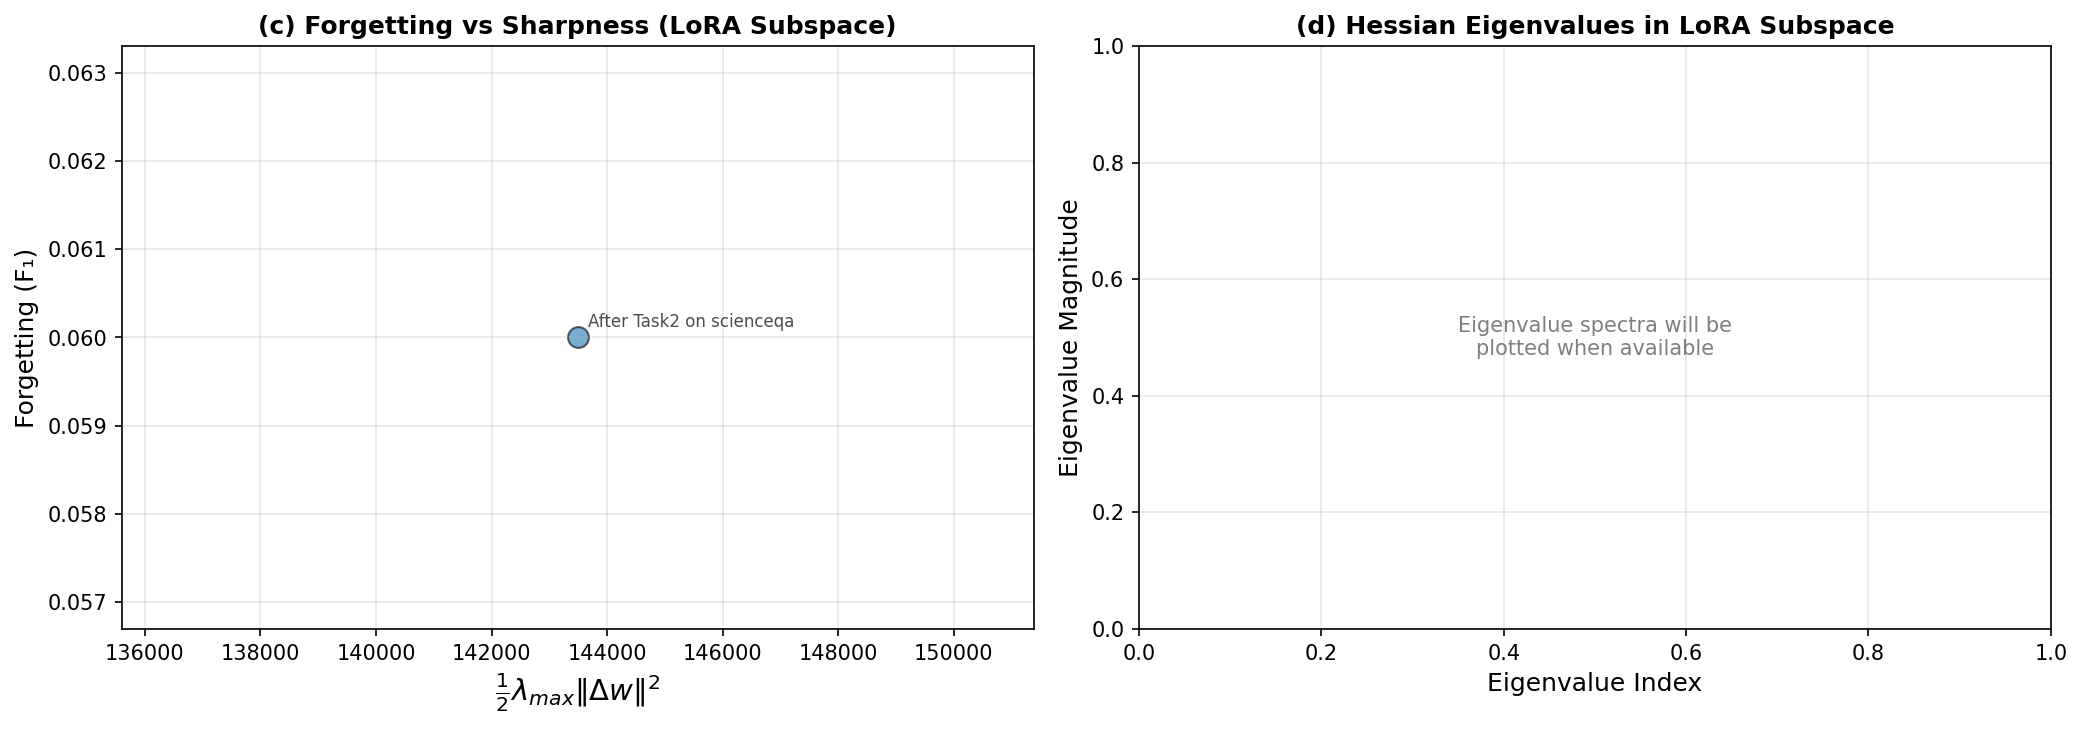 (c) Forgetting vs Sharpness (LoRA Subspace)
Forgetting (F₁)
0.063
0.062
0.061
0.060
0.059
0.058
0.057
After Task2 on scienceqa
136000 138000 140000 142000 144000 146000 148000 150000
½λₘₐₓ‖Δw‖²
(d) Hessian Eigenvalues in LoRA Subspace
Eigenvalue Magnitude
1.0
0.8
0.6
0.4
0.2
0.0
Eigenvalue spectra will be
plotted when available
0.0 0.2 0.4 0.6 0.8 1.0
Eigenvalue Index